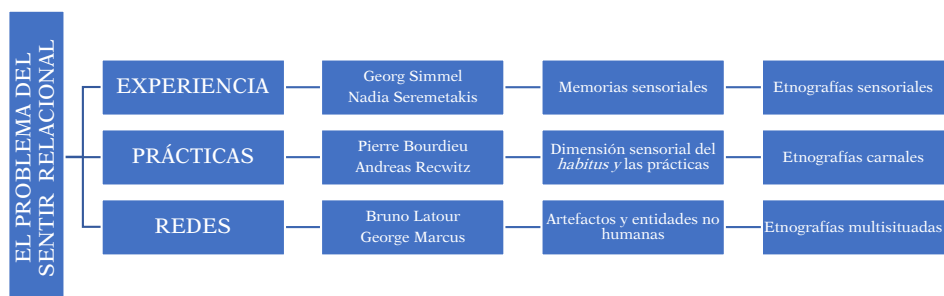 EL PROBLEMA DEL
SENTIR RELACIONAL
EXPERIENCIA
Georg Simmel
Nadia Seremetakis
Memorias sensoriales
Etnografías sensoriales
PRÁCTICAS
Pierre Bourdieu
Andreas Recwitz
Dimensión sensorial del
habitus y las prácticas
Etnografías carnales
REDES
Bruno Latour
George Marcus
Artefactos y entidades no
humanas
Etnografías multisituadas